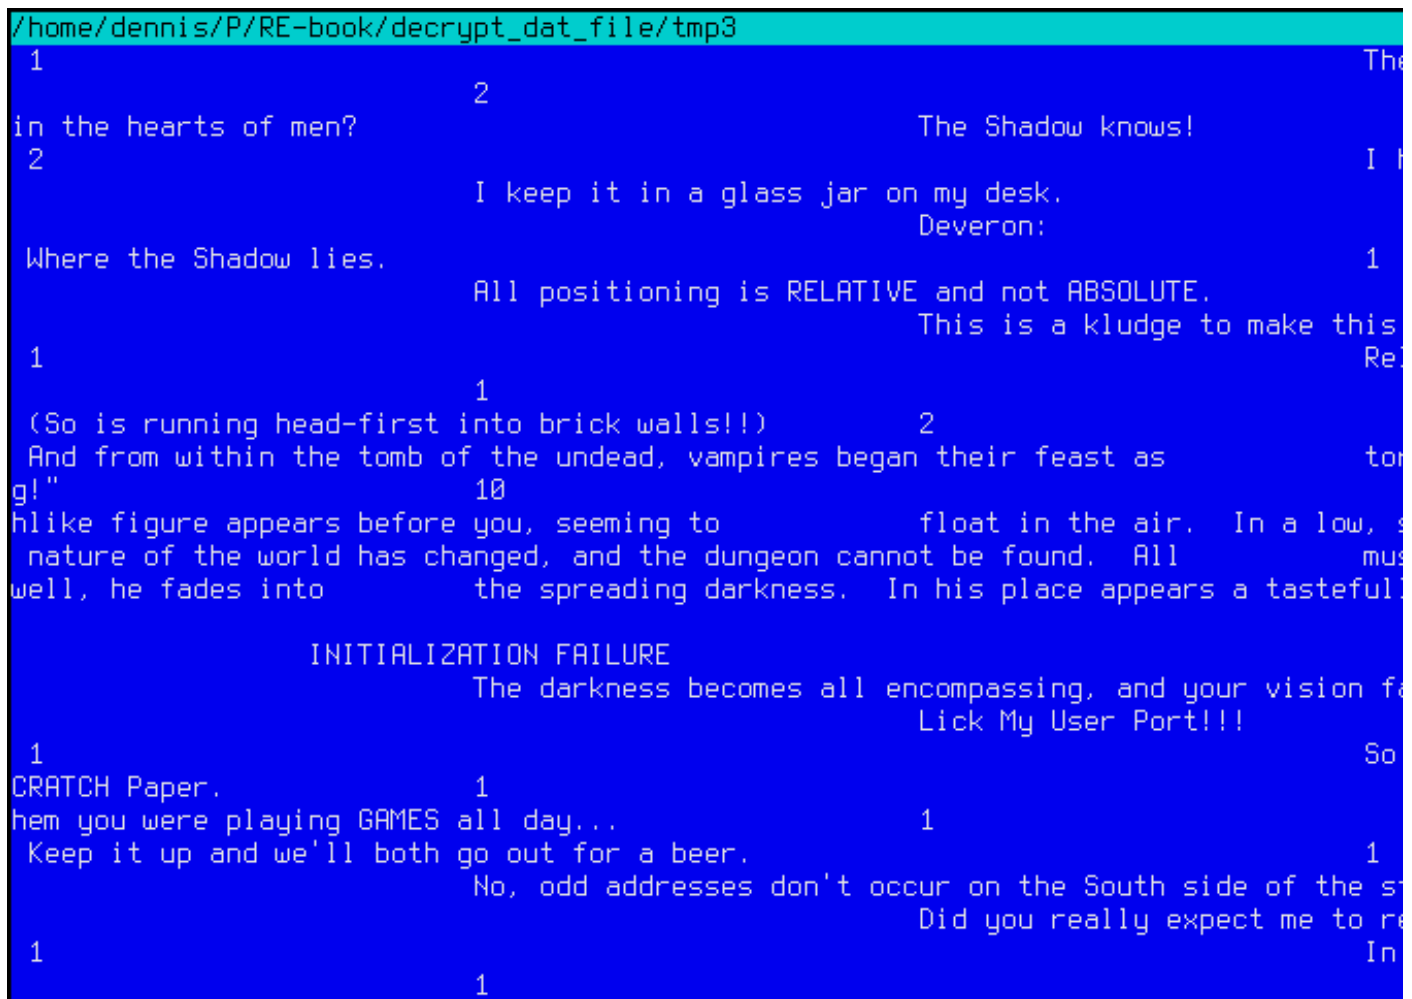 /home/dennis/P/RE-book/decrypt_dat_file/tmp3
1 The
2
in the hearts of men? The Shadow knows!
2 I
I keep it in a glass jar on my desk.
Deveron:
Where the Shadow lies. 1
All positioning is RELATIVE and not ABSOLUTE.
This is a kludge to make this
1 Rel
1
(So is running head-first into brick walls!!) 2
And from within the tomb of the undead, vampires began their feast as tor
g!" 10
hlike figure appears before you, seeming to float in the air.  In a low, s
nature of the world has changed, and the dungeon cannot be found.  All mus
well, he fades into the spreading darkness.  In his place appears a tastefull
INITIALIZATION FAILURE
The darkness becomes all encompassing, and your vision fa
Lick My User Port!!!
1 So
CRATCH Paper. 1
hem you were playing GAMES all day... 1
Keep it up and we'll both go out for a beer. 1
No, odd addresses don't occur on the South side of the st
Did you really expect me to re
1 In
1